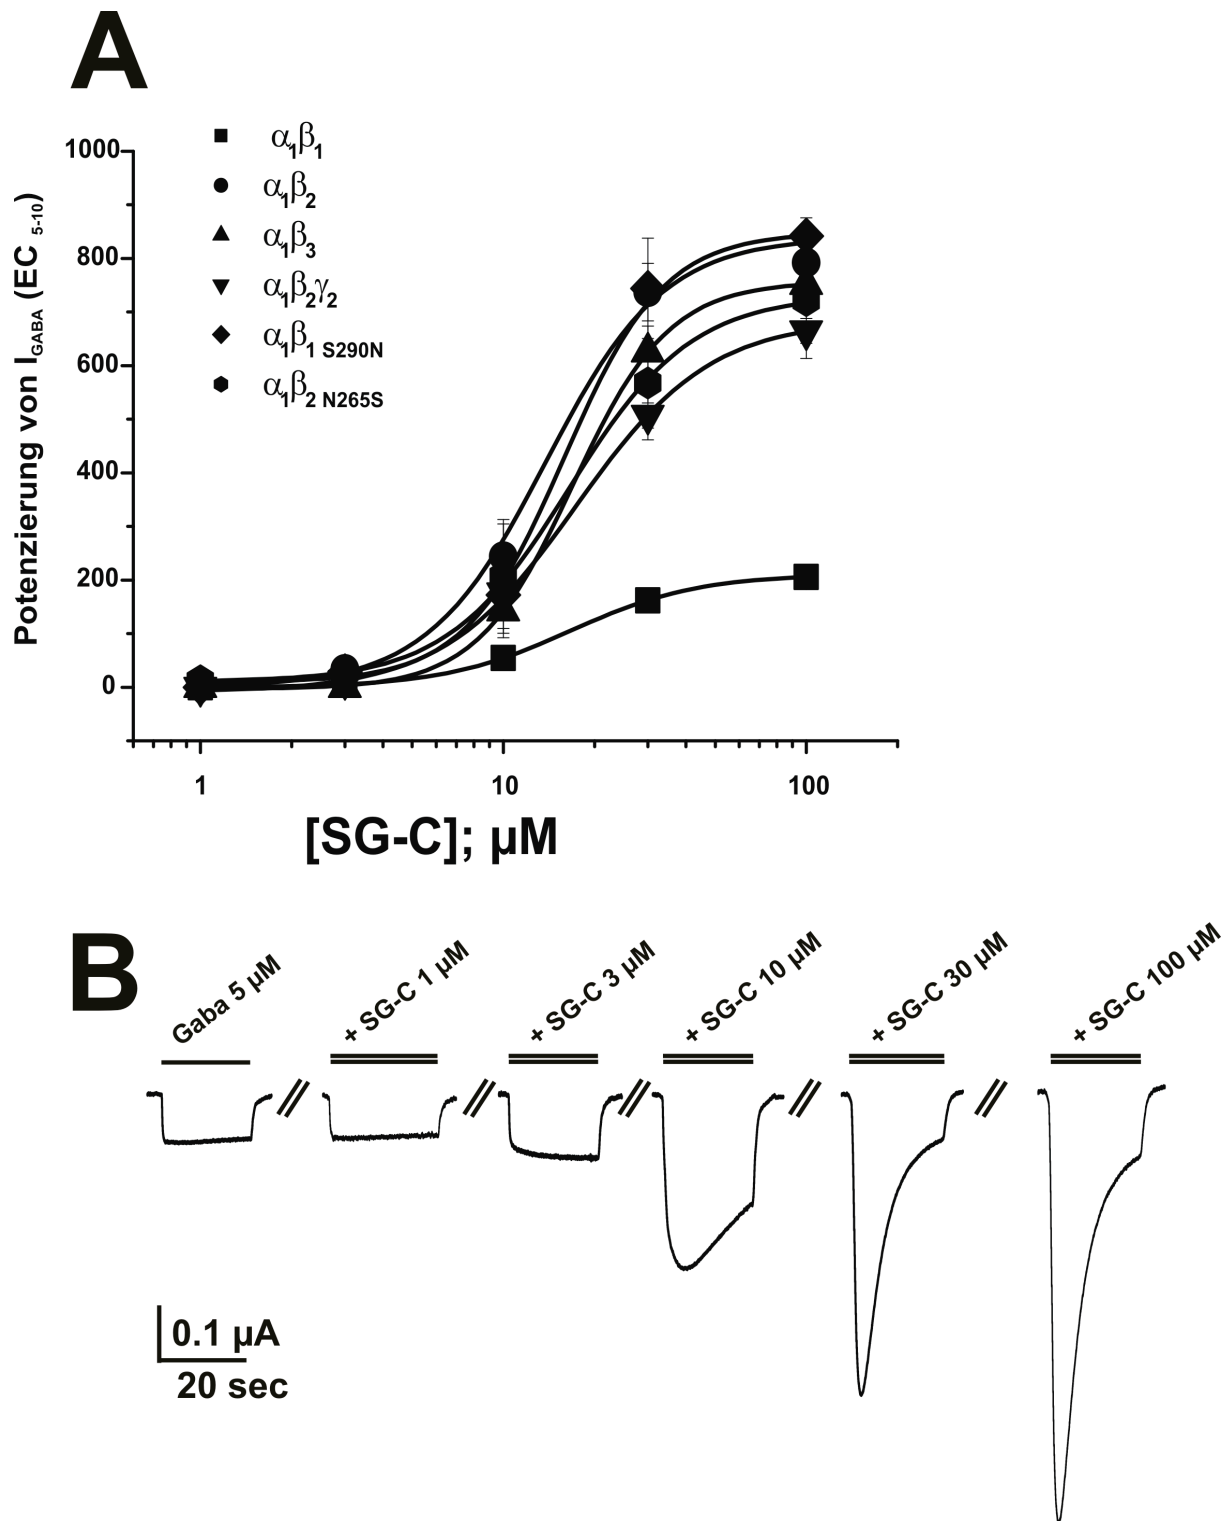 A
α1β1
α1β2
α1β3
α1β2γ2
α1β1 S290N
α1β2 N265S
1000
800
600
400
200
0
Potenzierung von IGABA (EC 5-10)
1 10 100
[SG-C]; µM
B
Gaba 5 µM
+ SG-C 1 µM
+ SG-C 3 µM
+ SG-C 10 µM
+ SG-C 30 µM
+ SG-C 100 µM
0.1 µA
20 sec